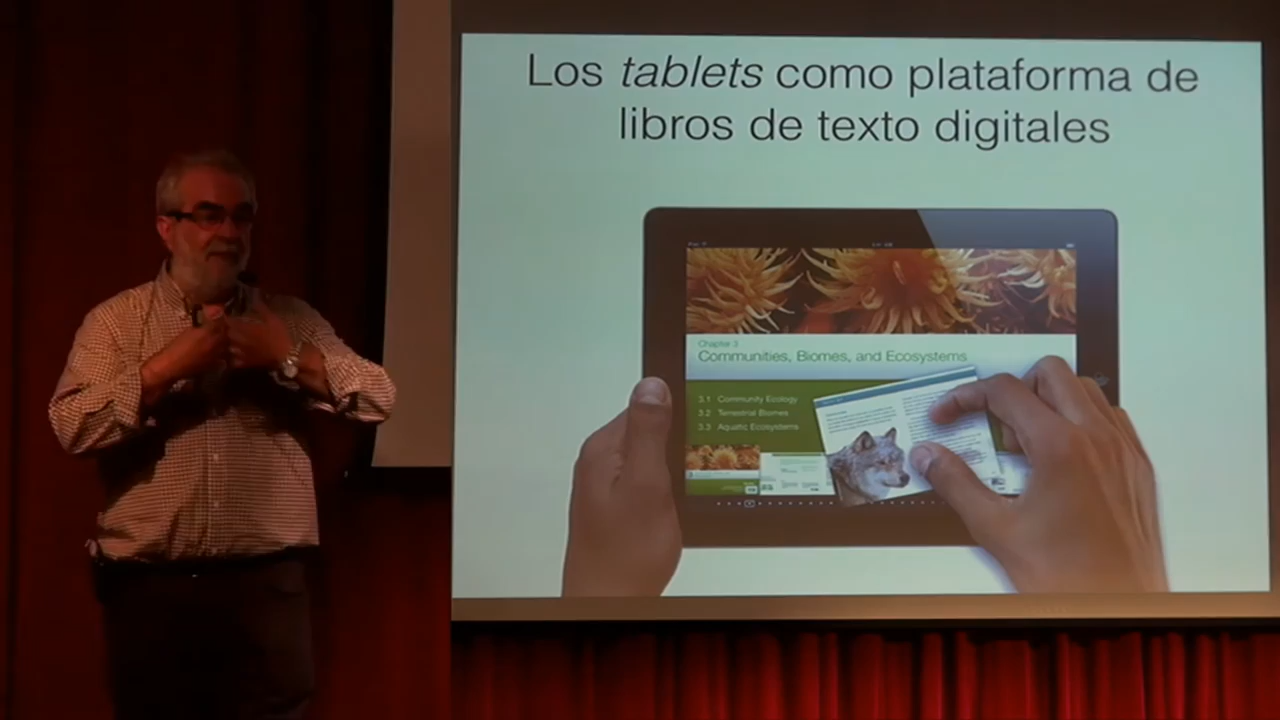 Los tablets como plataforma de
libros de texto digitales
Chapter 3
Communities, Biomes, and Ecosystems
3.1 Community Ecology
3.2 Terrestrial Biomes
3.3 Aquatic Ecosystems